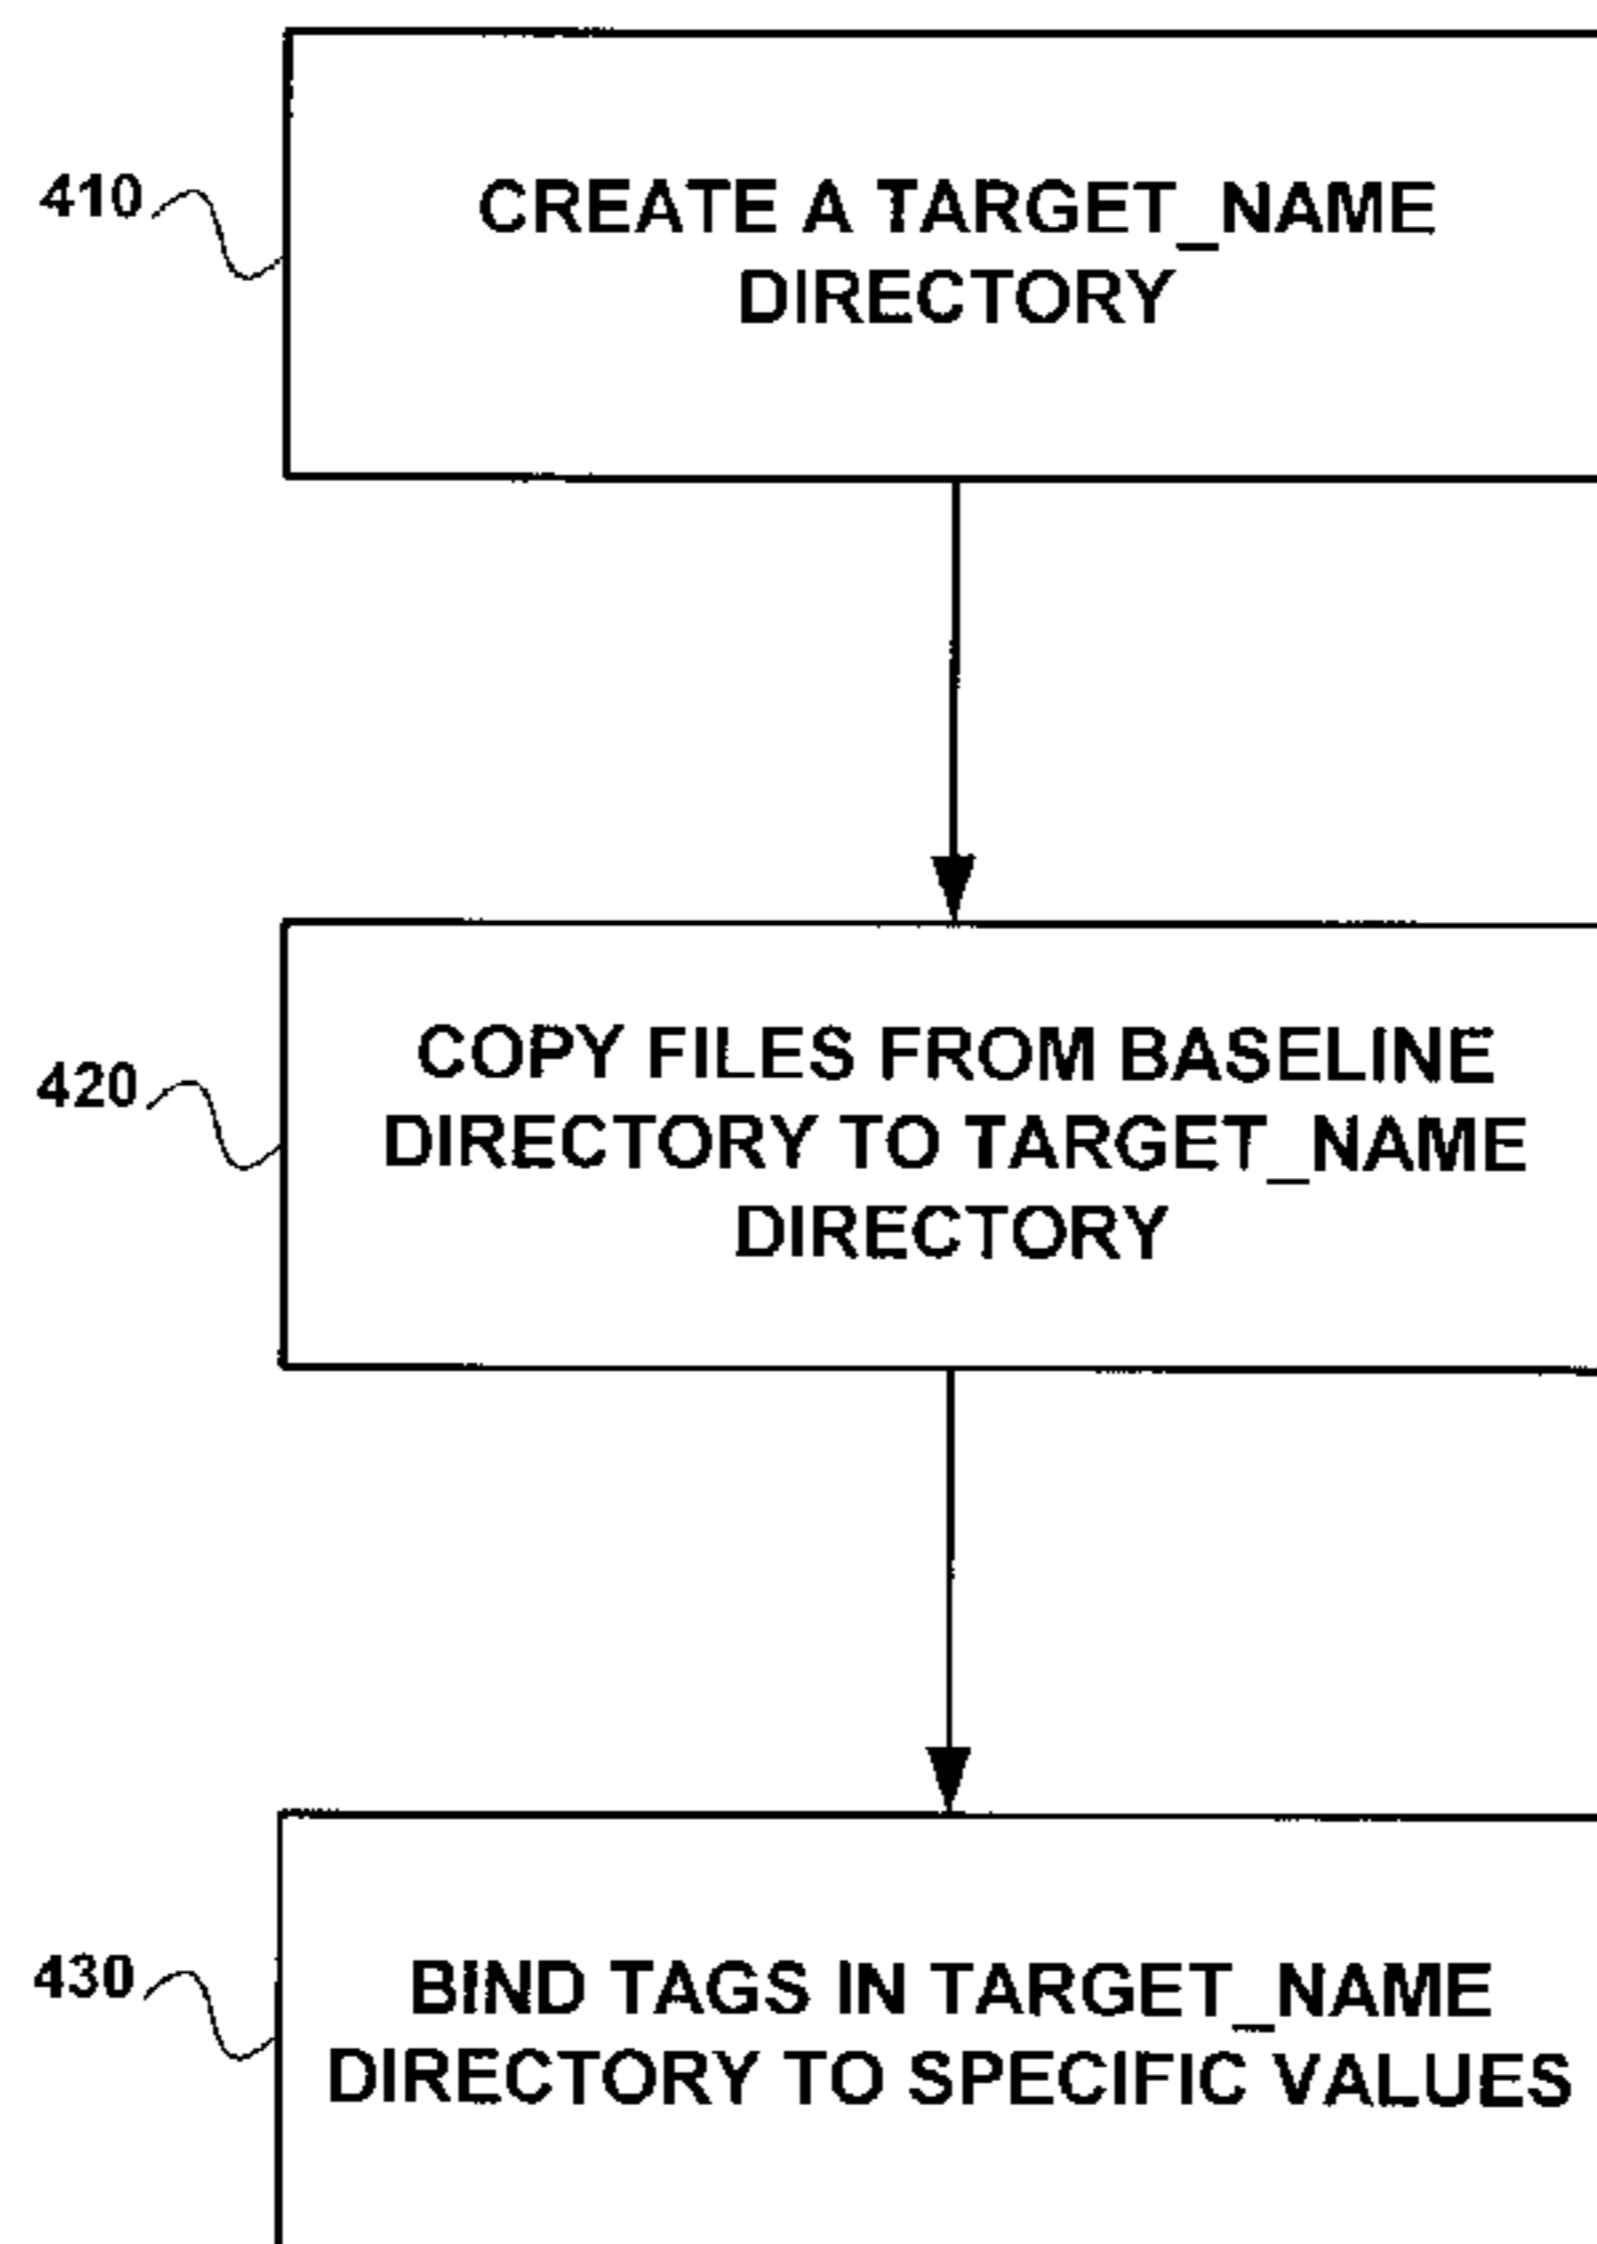 410
CREATE A TARGET_NAME
DIRECTORY
420
COPY FILES FROM BASELINE
DIRECTORY TO TARGET_NAME
DIRECTORY
430
BIND TAGS IN TARGET_NAME
DIRECTORY TO SPECIFIC VALUES